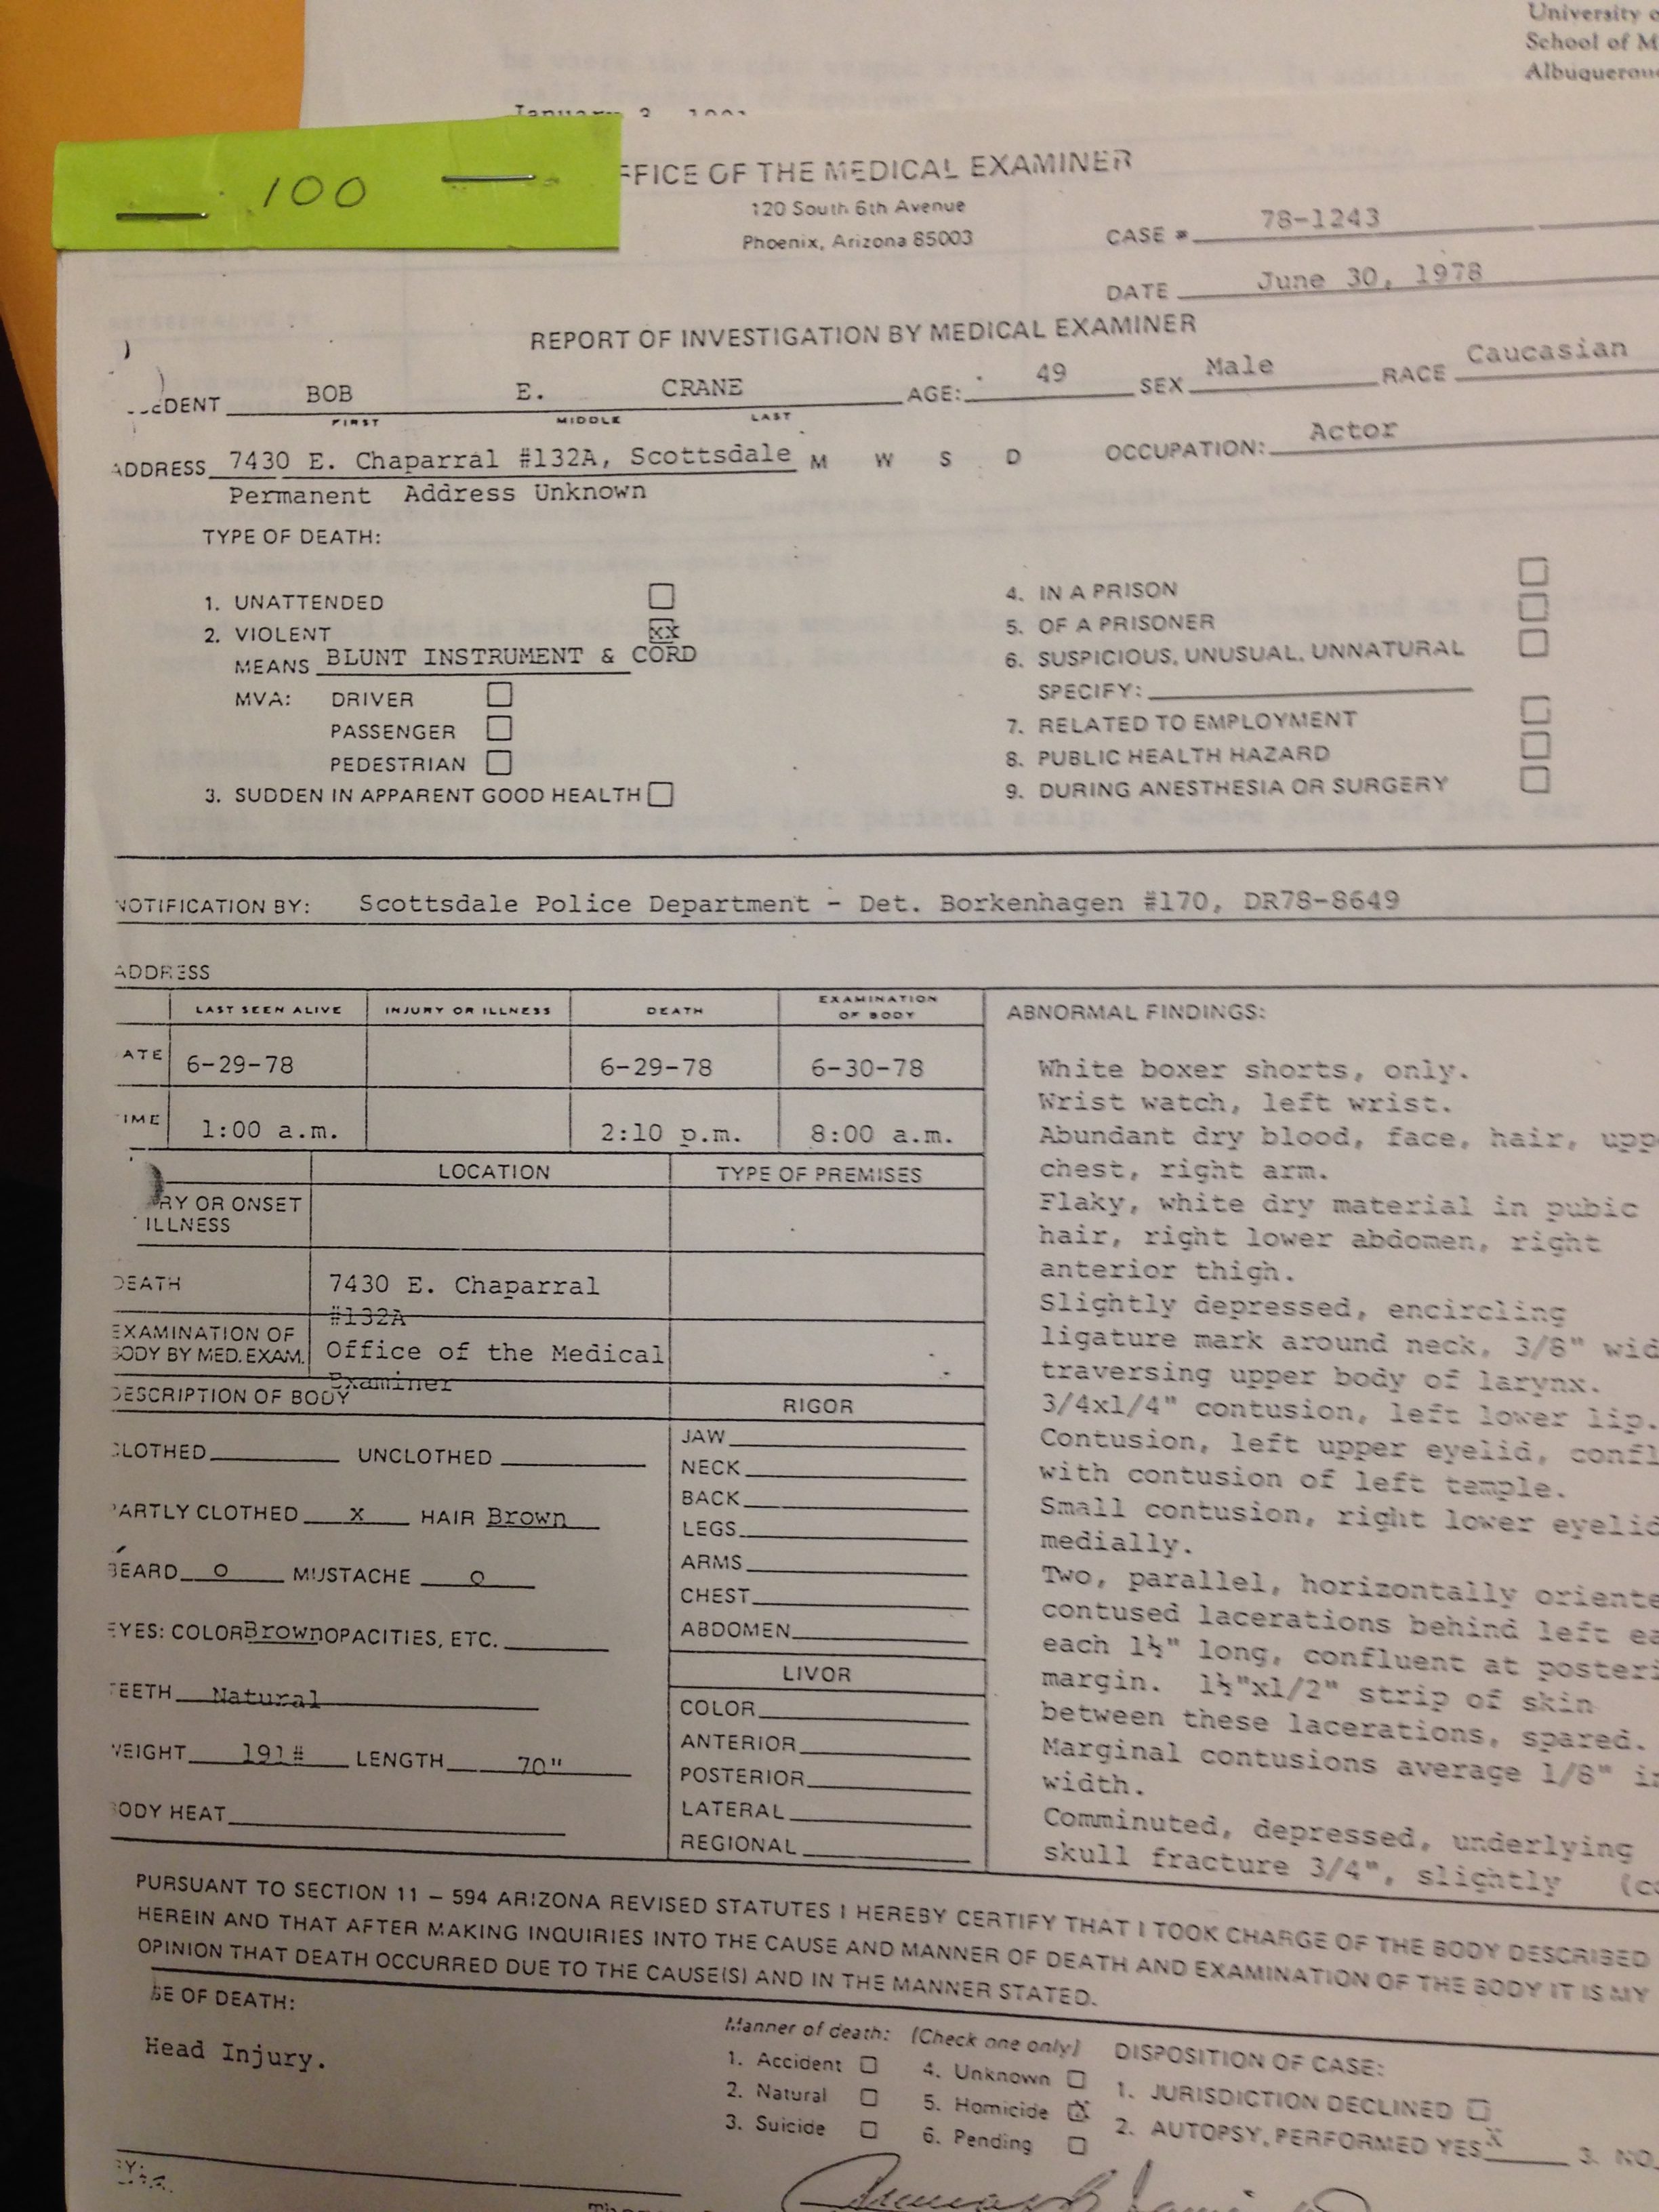 University
School of M
Albuquerque
January 3, 1991
100
OFFICE OF THE MEDICAL EXAMINER
120 South 6th Avenue
Phoenix, Arizona 85003
CASE # 78-1243
DATE June 30, 1978
REPORT OF INVESTIGATION BY MEDICAL EXAMINER
CEDENT BOB E. CRANE AGE: 49 SEX Male RACE Caucasian
FIRST MIDDLE LAST
ADDRESS 7430 E. Chaparral #132A, Scottsdale M W S D OCCUPATION: Actor
Permanent Address Unknown
TYPE OF DEATH:
1. UNATTENDED
2. VIOLENT xx
MEANS BLUNT INSTRUMENT & CORD
MVA: DRIVER
PASSENGER
PEDESTRIAN
3. SUDDEN IN APPARENT GOOD HEALTH
4. IN A PRISON
5. OF A PRISONER
6. SUSPICIOUS, UNUSUAL, UNNATURAL
SPECIFY:
7. RELATED TO EMPLOYMENT
8. PUBLIC HEALTH HAZARD
9. DURING ANESTHESIA OR SURGERY
NOTIFICATION BY: Scottsdale Police Department - Det. Borkenhagen #170, DR78-8649
ADDRESS
LAST SEEN ALIVE INJURY OR ILLNESS DEATH EXAMINATION OF BODY
ATE 6-29-78 6-29-78 6-30-78
IME 1:00 a.m. 2:10 p.m. 8:00 a.m.
LOCATION TYPE OF PREMISES
RY OR ONSET
ILLNESS
DEATH 7430 E. Chaparral
#132A
EXAMINATION OF
BODY BY MED. EXAM. Office of the Medical
Examiner
DESCRIPTION OF BODY
CLOTHED UNCLOTHED
PARTLY CLOTHED x HAIR Brown
BEARD o MUSTACHE o
EYES: COLOR Brown OPACITIES, ETC.
TEETH Natural
WEIGHT 191# LENGTH 70"
BODY HEAT
RIGOR
JAW
NECK
BACK
LEGS
ARMS
CHEST
ABDOMEN
LIVOR
COLOR
ANTERIOR
POSTERIOR
LATERAL
REGIONAL
ABNORMAL FINDINGS:
White boxer shorts, only.
Wrist watch, left wrist.
Abundant dry blood, face, hair, upp
chest, right arm.
Flaky, white dry material in pubic
hair, right lower abdomen, right
anterior thigh.
Slightly depressed, encircling
ligature mark around neck, 3/8" wid
traversing upper body of larynx.
3/4x1/4" contusion, left lower lip.
Contusion, left upper eyelid, confl
with contusion of left temple.
Small contusion, right lower eyelid
medially.
Two, parallel, horizontally oriente
contused lacerations behind left ea
each 1½" long, confluent at posteri
margin. 1½"x1/2" strip of skin
between these lacerations, spared.
Marginal contusions average 1/8" in
width.
Comminuted, depressed, underlying
skull fracture 3/4", slightly (co
PURSUANT TO SECTION 11 – 594 ARIZONA REVISED STATUTES I HEREBY CERTIFY THAT I TOOK CHARGE OF THE BODY DESCRIBED
HEREIN AND THAT AFTER MAKING INQUIRIES INTO THE CAUSE AND MANNER OF DEATH AND EXAMINATION OF THE BODY IT IS MY
OPINION THAT DEATH OCCURRED DUE TO THE CAUSE(S) AND IN THE MANNER STATED.
SE OF DEATH:
Head Injury.
Manner of death: (Check one only)
1. Accident
2. Natural
3. Suicide
4. Unknown
5. Homicide X
6. Pending
DISPOSITION OF CASE:
1. JURISDICTION DECLINED
2. AUTOPSY, PERFORMED YES X 3. NO